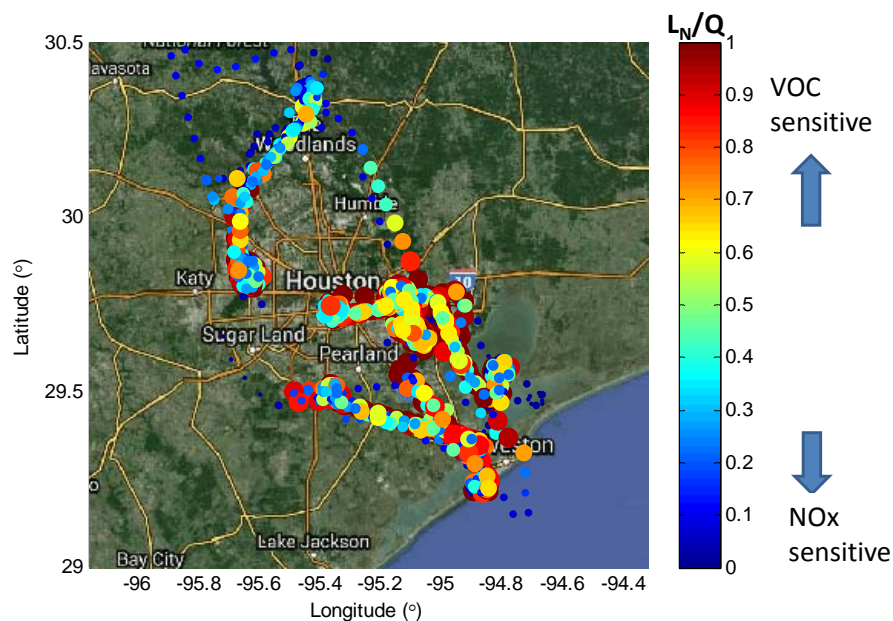 L_N/Q
30.5
30
29.5
29
Latitude (°)
-96
-95.8
-95.6
-95.4
-95.2
-95
-94.8
-94.6
-94.4
Longitude (°)
National Forest
avasota
Woodlands
Humble
Katy
Houston
10
Sugar Land
Pearland
veston
Lake Jackson
Bay City
o
1
0.9
0.8
0.7
0.6
0.5
0.4
0.3
0.2
0.1
0
VOC
sensitive
NOx
sensitive